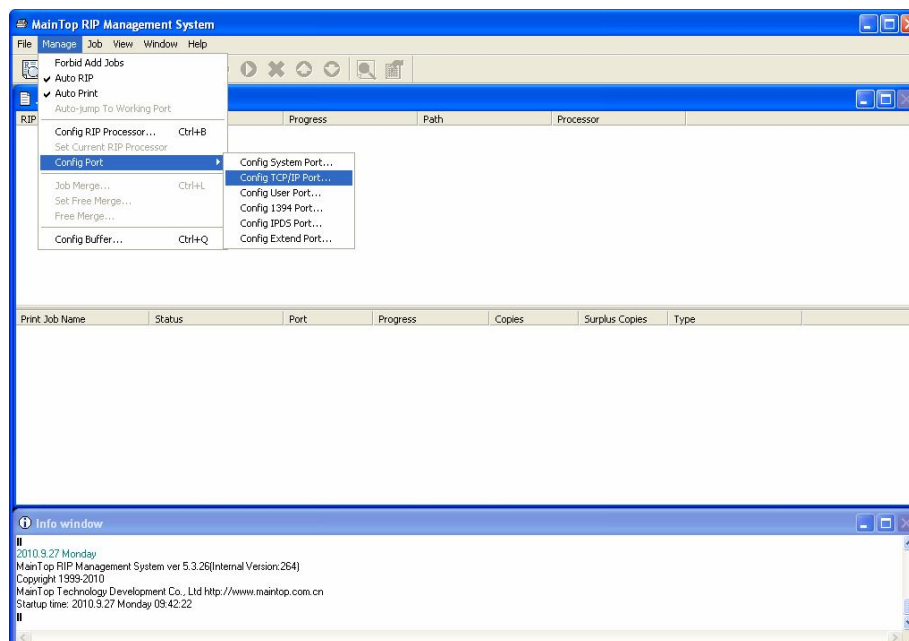 MainTop RIP Management System
File Manage Job View Window Help
Forbid Add Jobs
Auto RIP
Auto Print
Auto-jump To Working Port
Config RIP Processor... Ctrl+B
Set Current RIP Processor
Config Port
Job Merge... Ctrl+L
Set Free Merge...
Free Merge...
Config Buffer... Ctrl+Q
Config System Port...
Config TCP/IP Port...
Config User Port...
Config 1394 Port...
Config IPDS Port...
Config Extend Port...
RIP Progress Path Processor
Print Job Name Status Port Progress Copies Surplus Copies Type
Info window
2010.9.27 Monday
MainTop RIP Management System ver 5.3.26(Internal Version:264)
Copyright 1999-2010
MainTop Technology Development Co., Ltd http://www.maintop.com.cn
Startup time: 2010.9.27 Monday 09:42:22